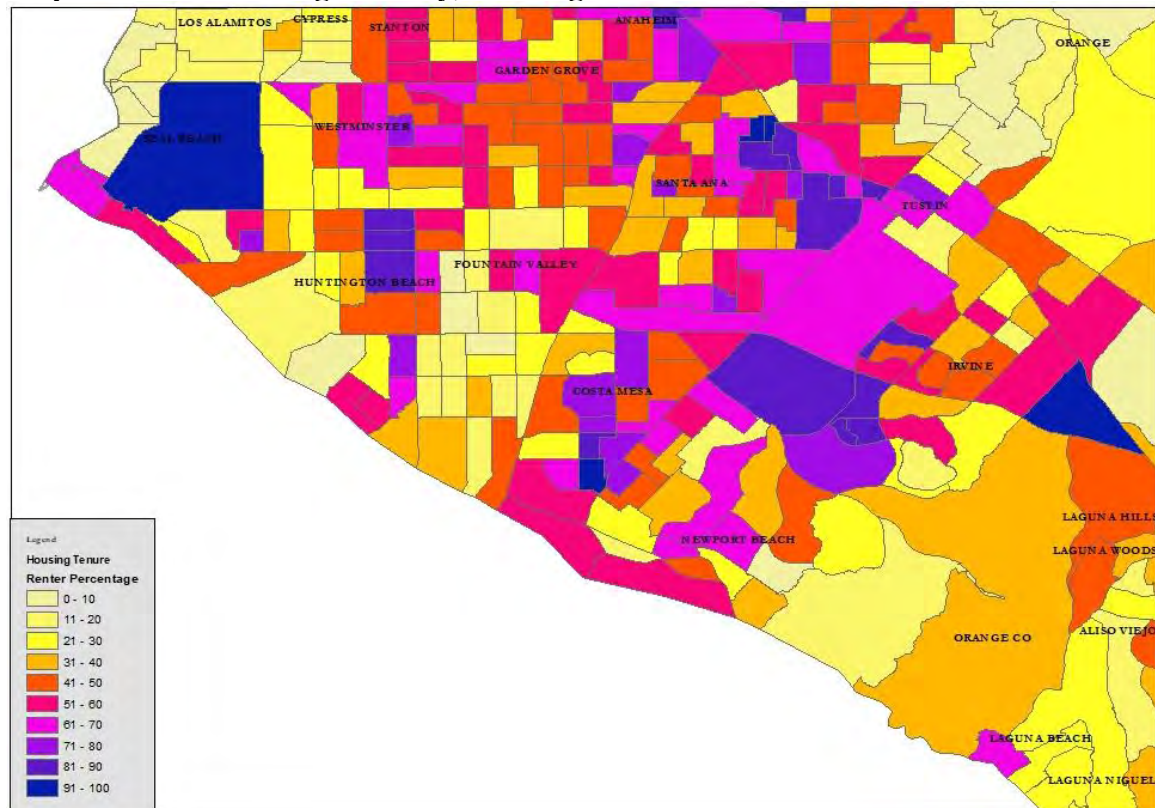 LOS ALAMITOS
CYPRESS
STANTON
ANAHEIM
ORANGE
GARDEN GROVE
SEAL BEACH
WESTMINSTER
SANTA ANA
TUSTIN
FOUNTAIN VALLEY
HUNTINGTON BEACH
IRVINE
COSTA MESA
LAGUNA HILLS
NEWPORT BEACH
LAGUNA WOODS
ORANGE CO
ALISO VIEJO
LAGUNA BEACH
LAGUNA NIGUEL
Legend
Housing Tenure
Renter Percentage
0 - 10
11 - 20
21 - 30
31 - 40
41 - 50
51 - 60
61 - 70
71 - 80
81 - 90
91 - 100